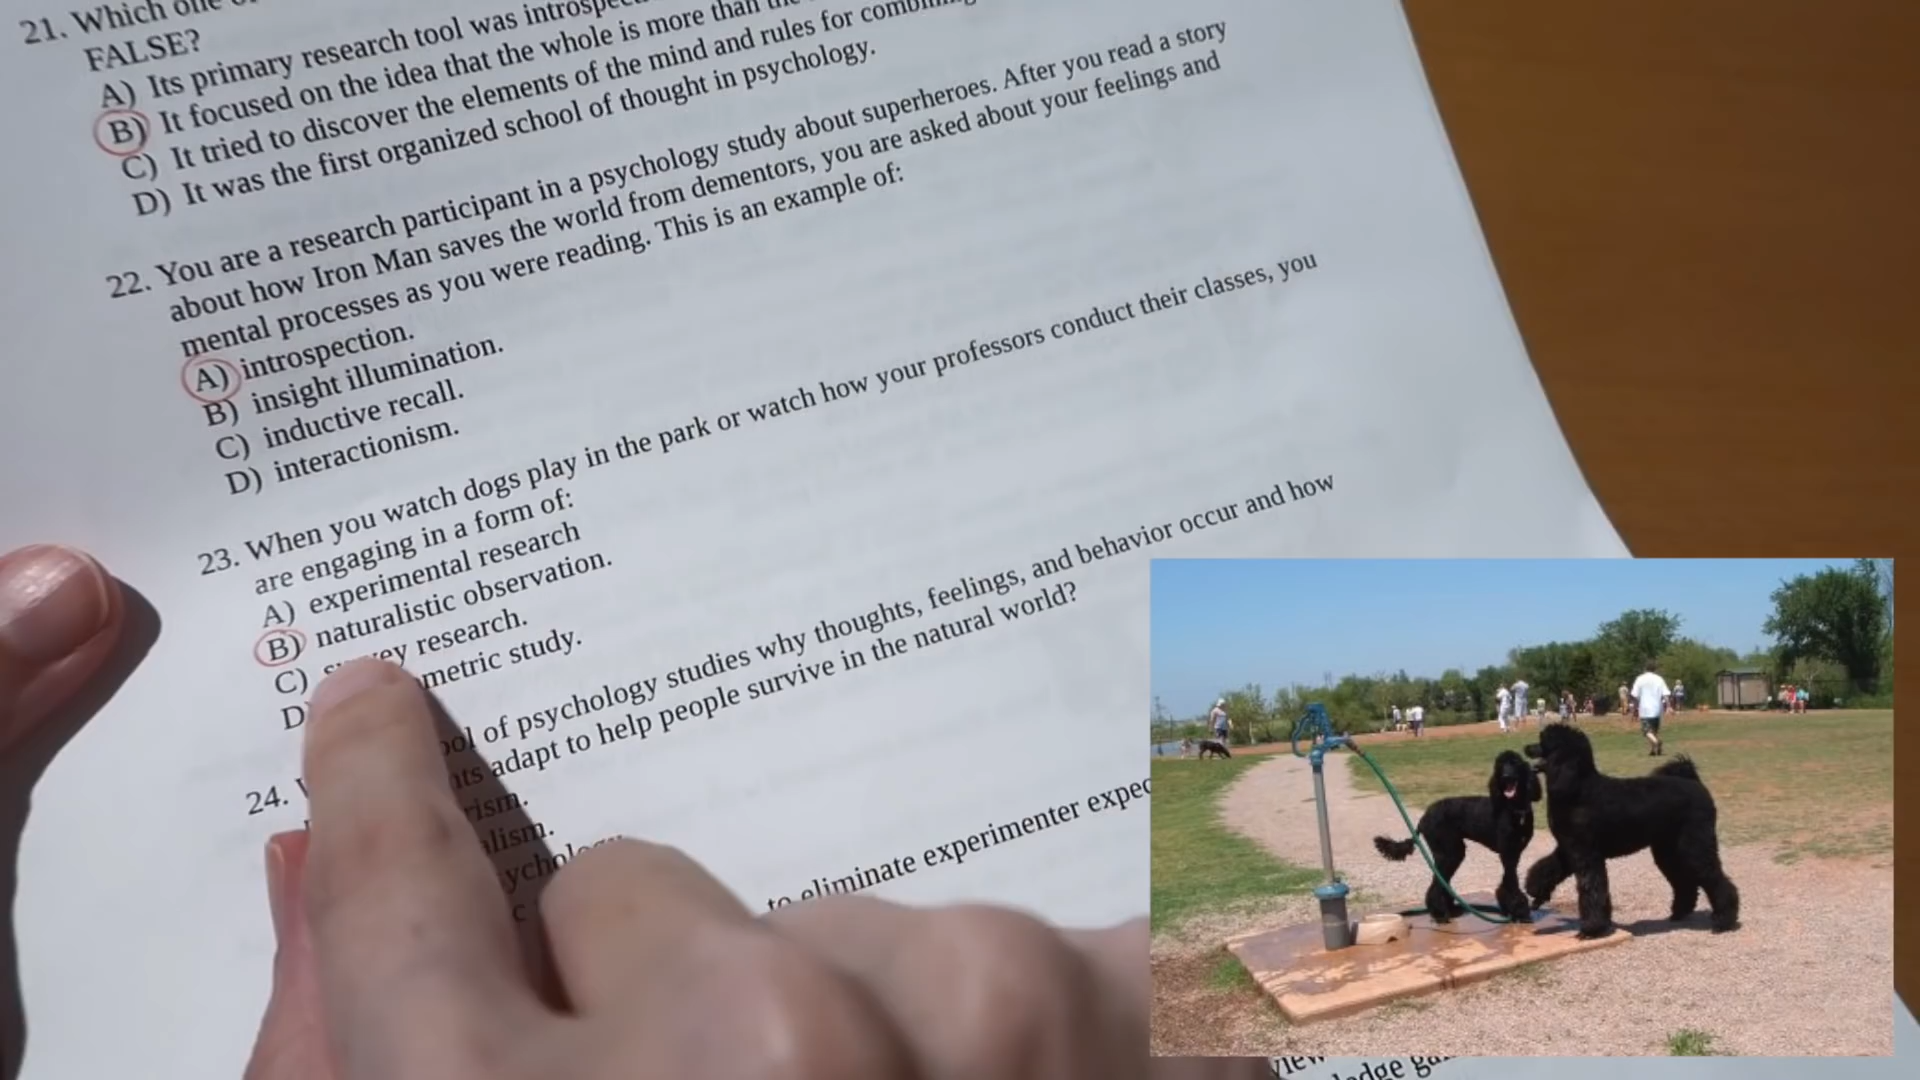 21. Which one
FALSE?
A) Its primary research tool was
B) It focused on the idea that the whole is more than
C) It tried to discover the elements of the mind and rules for
D) It was the first organized school of thought in psychology.
22. You are a research participant in a psychology study about superheroes. After you read a story
about how Iron Man saves the world from dementors, you are asked about your feelings and
mental processes as you were reading. This is an example of:
A) introspection.
B) insight illumination.
C) inductive recall.
D) interactionism.
23. When you watch dogs play in the park or watch how your professors conduct their classes, you
are engaging in a form of:
A) experimental research
B) naturalistic observation.
C) survey research.
D) study.
24. of psychology studies why thoughts, feelings, and behavior occur and how
adapt to help people survive in the natural world?
to eliminate experimenter